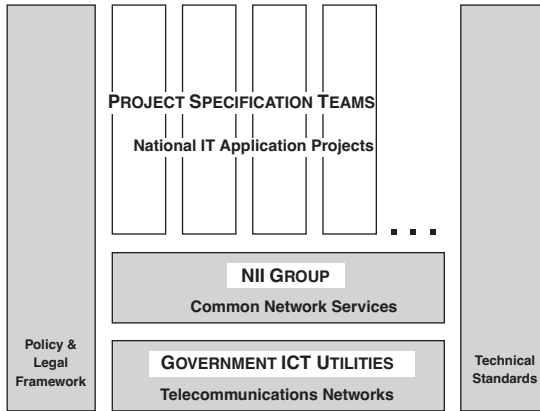 PROJECT SPECIFICATION TEAMS
National IT Application Projects
. . .
NII GROUP
Common Network Services
Policy &
Legal
Framework
GOVERNMENT ICT UTILITIES
Telecommunications Networks
Technical
Standards